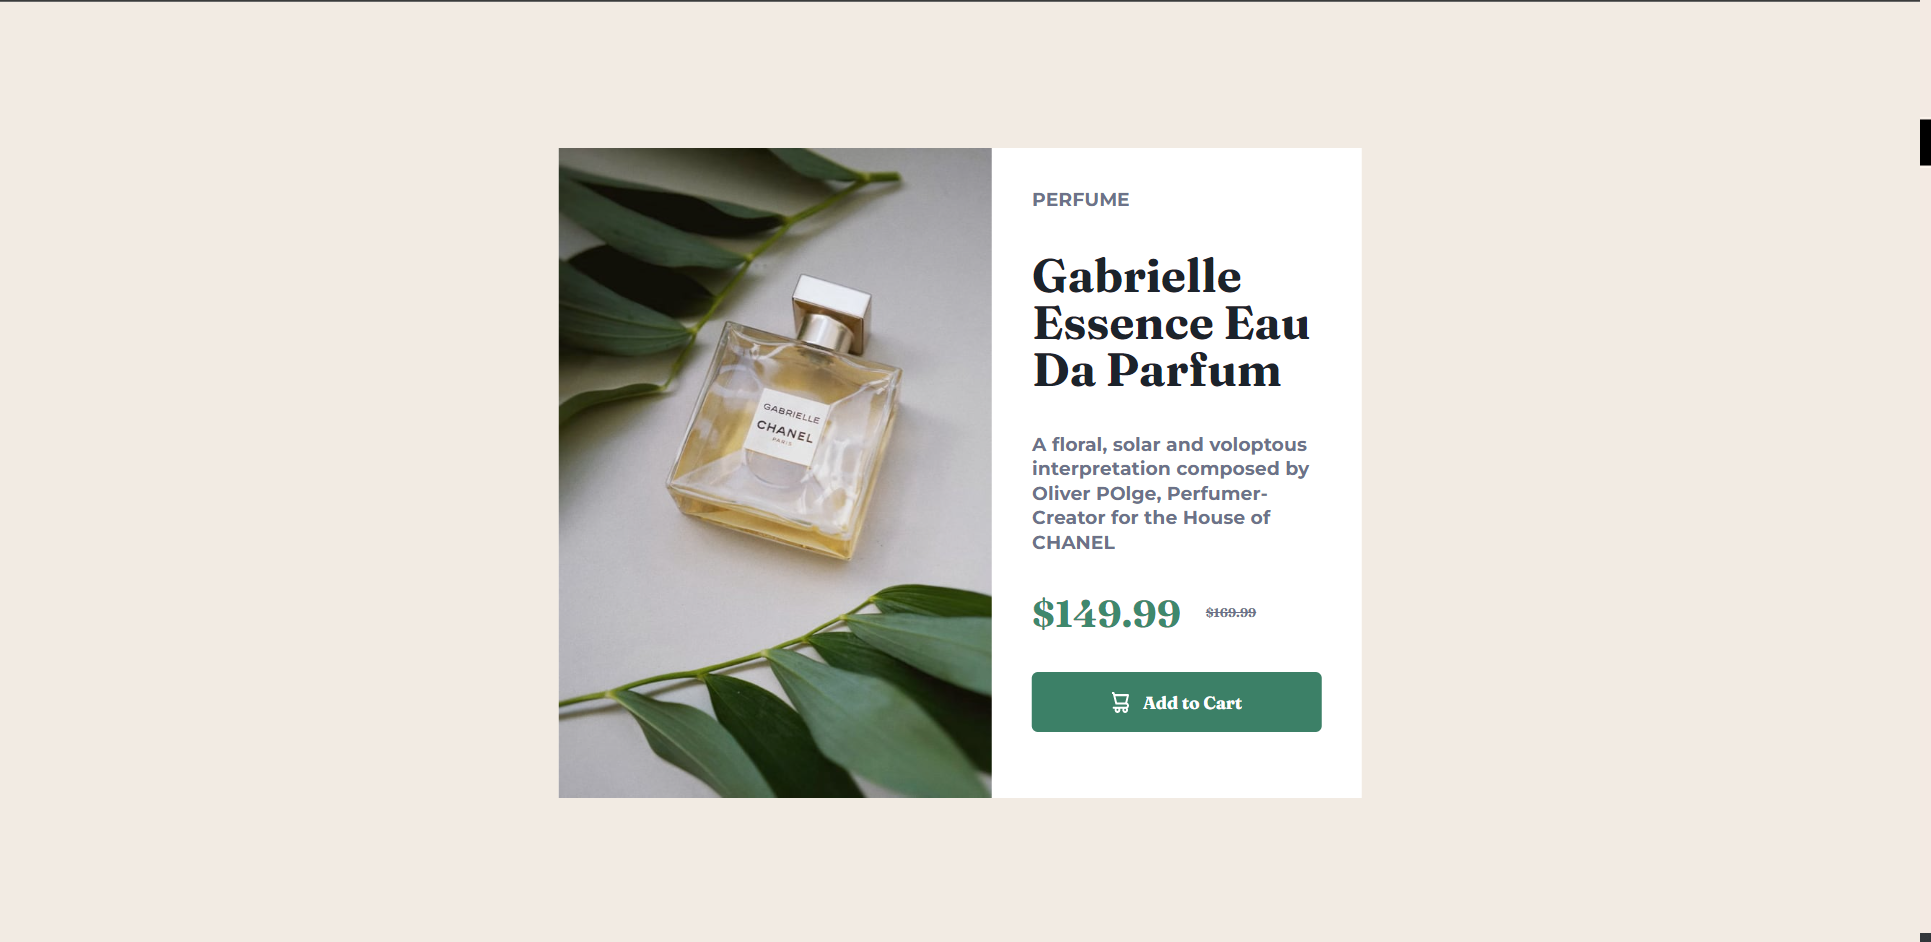 PERFUME
Gabrielle
Essence Eau
Da Parfum
A floral, solar and voloptous
interpretation composed by
Oliver POlge, Perfumer-
Creator for the House of
CHANEL
$149.99 $169.99
Add to Cart
GABRIELLE
CHANEL
PARIS